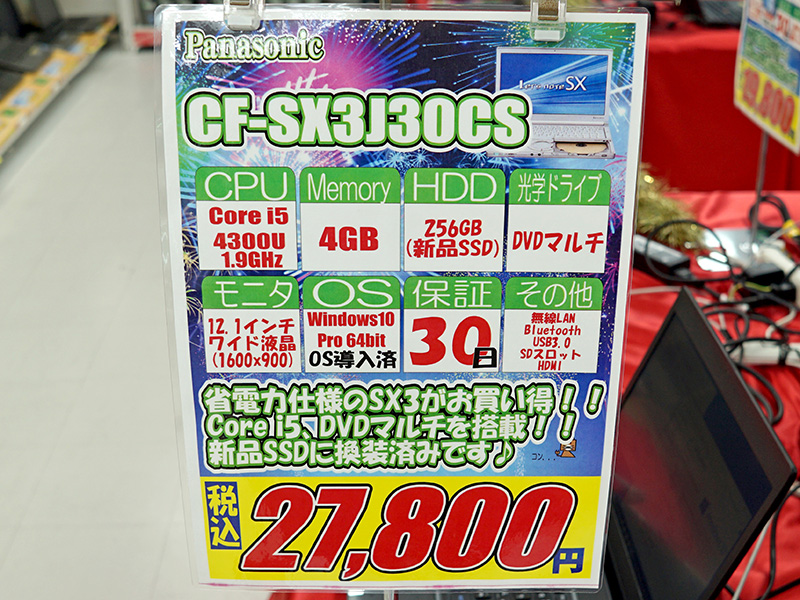 Panasonic
Let's note SX
CF-SX3J30CS
CPU
Core i5
4300U
1.9GHz
Memory
4GB
HDD
256GB
(新品SSD)
光学ドライブ
DVDマルチ
モニタ
12.1インチ
ワイド液晶
(1600x900)
OS
Windows10
Pro 64bit
OS導入済
保証
30日
その他
無線LAN
Bluetooth
USB3.0
SDスロット
HDMI
省電力仕様のSX3がお買い得！！
Core i5、DVDマルチを搭載！！
新品SSDに換装済みです♪
コン...
税込
27,800円
,800